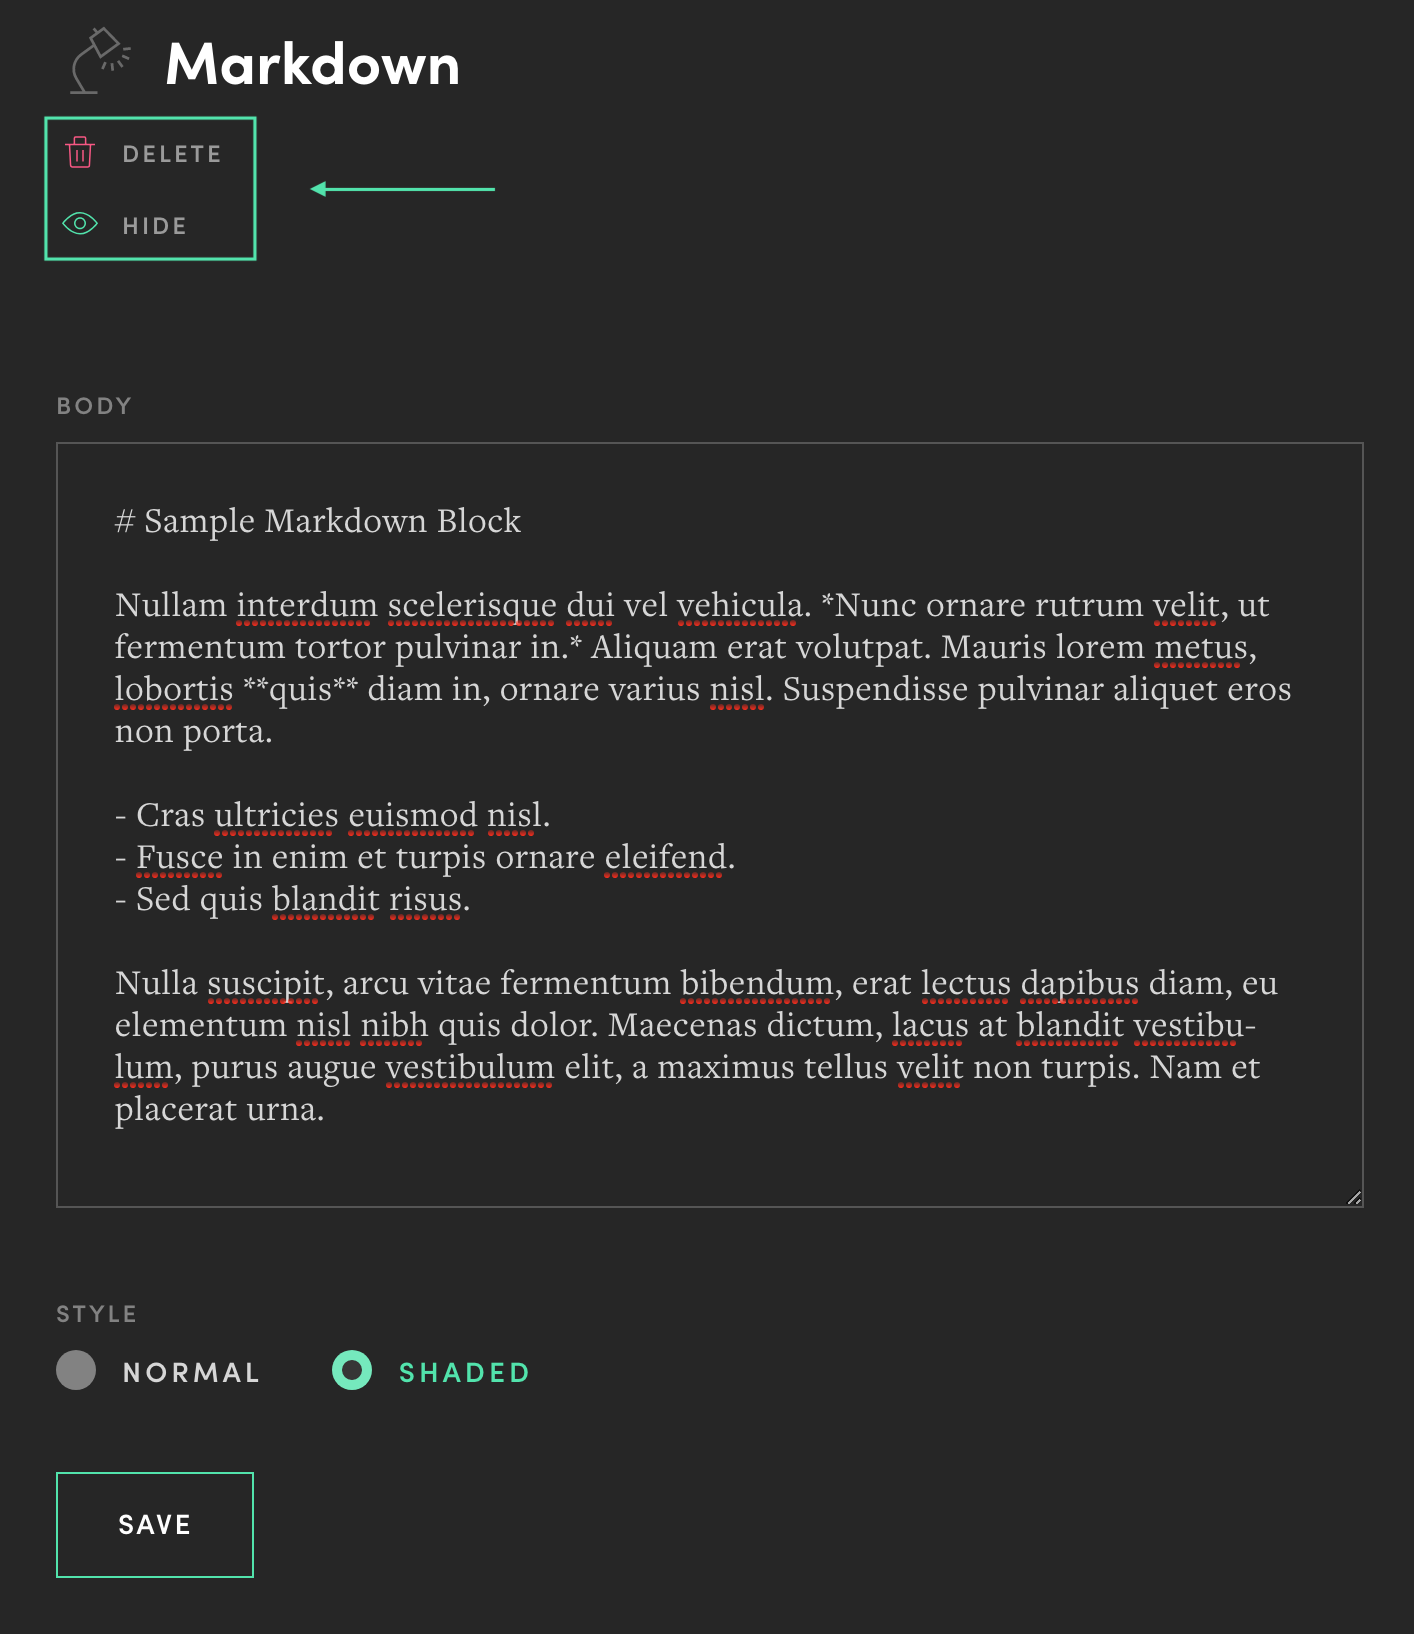 Markdown
DELETE
HIDE
BODY
# Sample Markdown Block
Nullam interdum scelerisque dui vel vehicula. *Nunc ornare rutrum velit, ut
fermentum tortor pulvinar in.* Aliquam erat volutpat. Mauris lorem metus,
lobortis **quis** diam in, ornare varius nisl. Suspendisse pulvinar aliquet eros
non porta.
- Cras ultricies euismod nisl.
- Fusce in enim et turpis ornare eleifend.
- Sed quis blandit risus.
Nulla suscipit, arcu vitae fermentum bibendum, erat lectus dapibus diam, eu
elementum nisl nibh quis dolor. Maecenas dictum, lacus at blandit vestibu-
lum, purus augue vestibulum elit, a maximus tellus velit non turpis. Nam et
placerat urna.
STYLE
NORMAL SHADED
SAVE